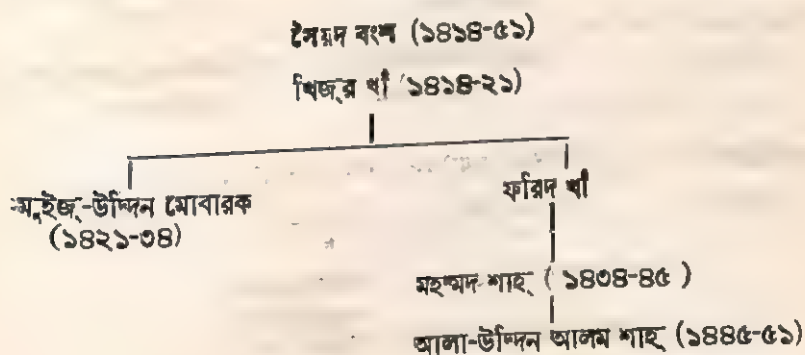 সৈয়দ বংশ (১৪১৪-৫১)
খিজ্‌র খাঁ (১৪১৪-২১)
মুইজ্‌-উদ্দিন মোবারক
(১৪২১-৩৪)
ফরিদ খাঁ
মহম্মদ শাহ্‌ (১৪৩৪-৪৫)
আলা-উদ্দিন আলম শাহ্‌ (১৪৪৫-৫১)